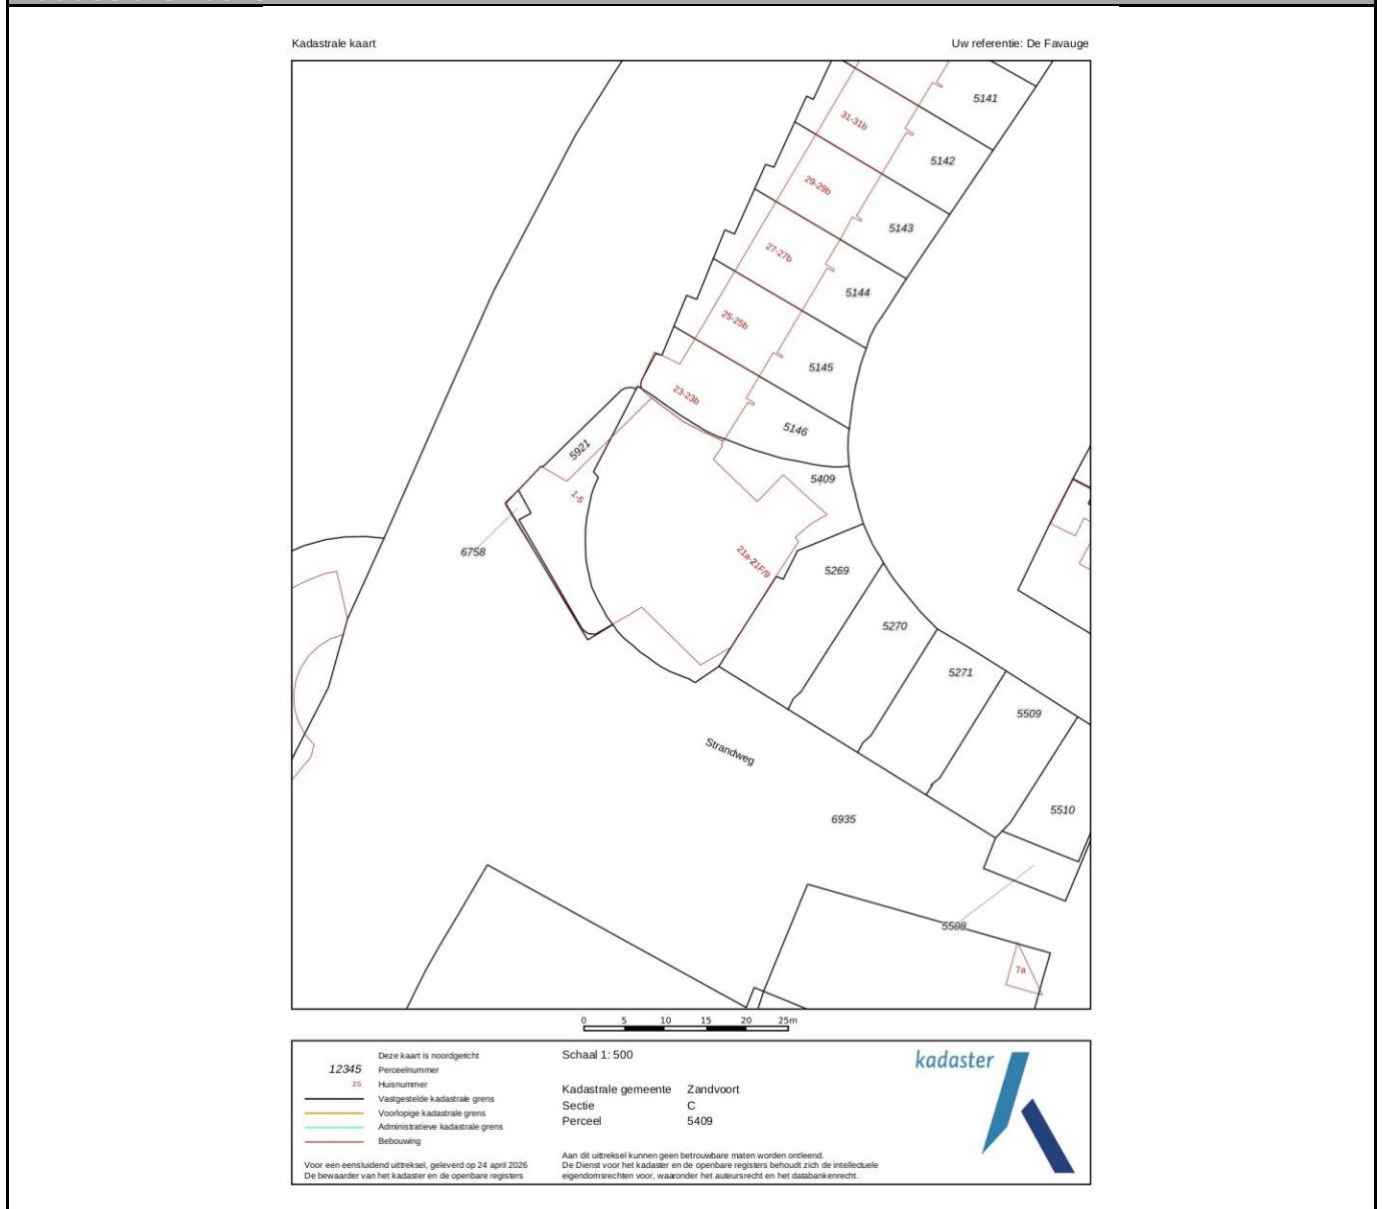 Kadastrale kaart
Uw referentie: De Favauge
5141
31-31b
5142
29-29b
5143
27-27b
5144
25-25b
5145
23-23b
5146
5921
5409
1-5
6758
21a-21F/9
5269
5270
5271
5509
Strandweg
5510
6935
5508
7a
0 5 10 15 20 25m
12345
25
Deze kaart is noordgericht
Perceelnummer
Huisnummer
Vastgestelde kadastrale grens
Voorlopige kadastrale grens
Administratieve kadastrale grens
Bebouwing
Voor een eensluidend uittreksel, geleverd op 24 april 2026
De bewaarder van het kadaster en de openbare registers
Schaal 1: 500
Kadastrale gemeente Zandvoort
Sectie C
Perceel 5409
Aan dit uittreksel kunnen geen betrouwbare maten worden ontleend.
De Dienst voor het kadaster en de openbare registers behoudt zich de intellectuele
eigendomsrechten voor, waaronder het auteursrecht en het databankenrecht.
kadaster